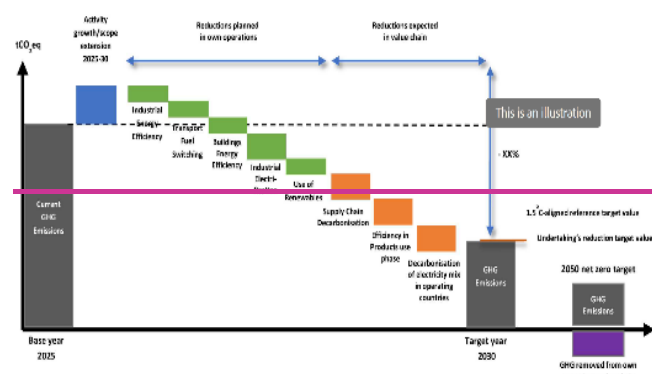 Activity
growth/scope
extension
2025-30
Reductions planned
in own operations
Reductions expected
in value chain
tCO2eq
This is an illustration
Industrial
Energy
Efficiency
Transport
Fuel
Switching
Buildings
Energy
Efficiency
Industrial
Electri-
Use of
Renewables
- XX%
Current
GHG
Emissions
Supply Chain
Decarbonisation
Efficiency in
Products use
phase
Decarbonisation
of electricity mix
in operating
countries
1.5°C-aligned reference target value
Undertaking's reduction target value
2050 net zero target
GHG
Emissions
GHG
Emissions
Base year
2025
Target year
2030
GHG removed from own